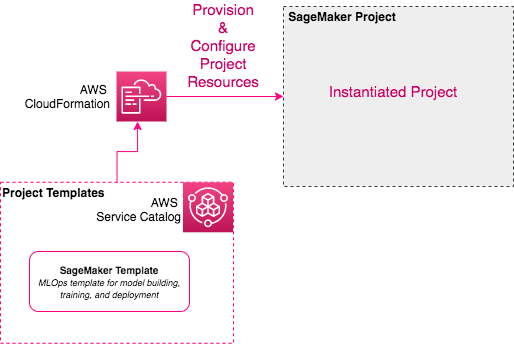 Provision
&
Configure
Project
Resources
SageMaker Project
Instantiated Project
AWS
CloudFormation
Project Templates
AWS
Service Catalog
SageMaker Template
MLOps template for model building,
training, and deployment